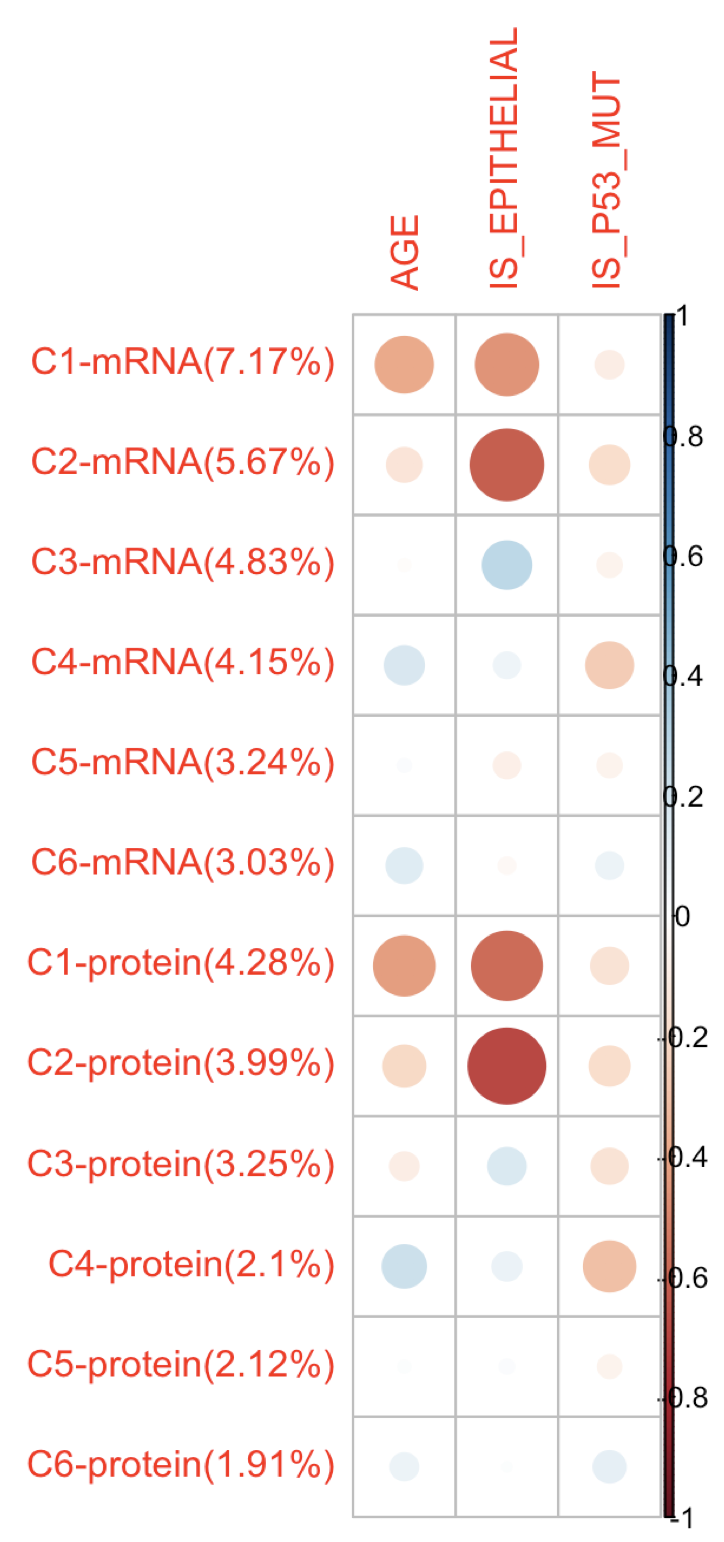 AGE
IS_EPITHELIAL
IS_P53_MUT
C1-mRNA(7.17%)
C2-mRNA(5.67%)
C3-mRNA(4.83%)
C4-mRNA(4.15%)
C5-mRNA(3.24%)
C6-mRNA(3.03%)
C1-protein(4.28%)
C2-protein(3.99%)
C3-protein(3.25%)
C4-protein(2.1%)
C5-protein(2.12%)
C6-protein(1.91%)
1
0.8
0.6
0.4
0.2
0
-0.2
-0.4
-0.6
-0.8
-1